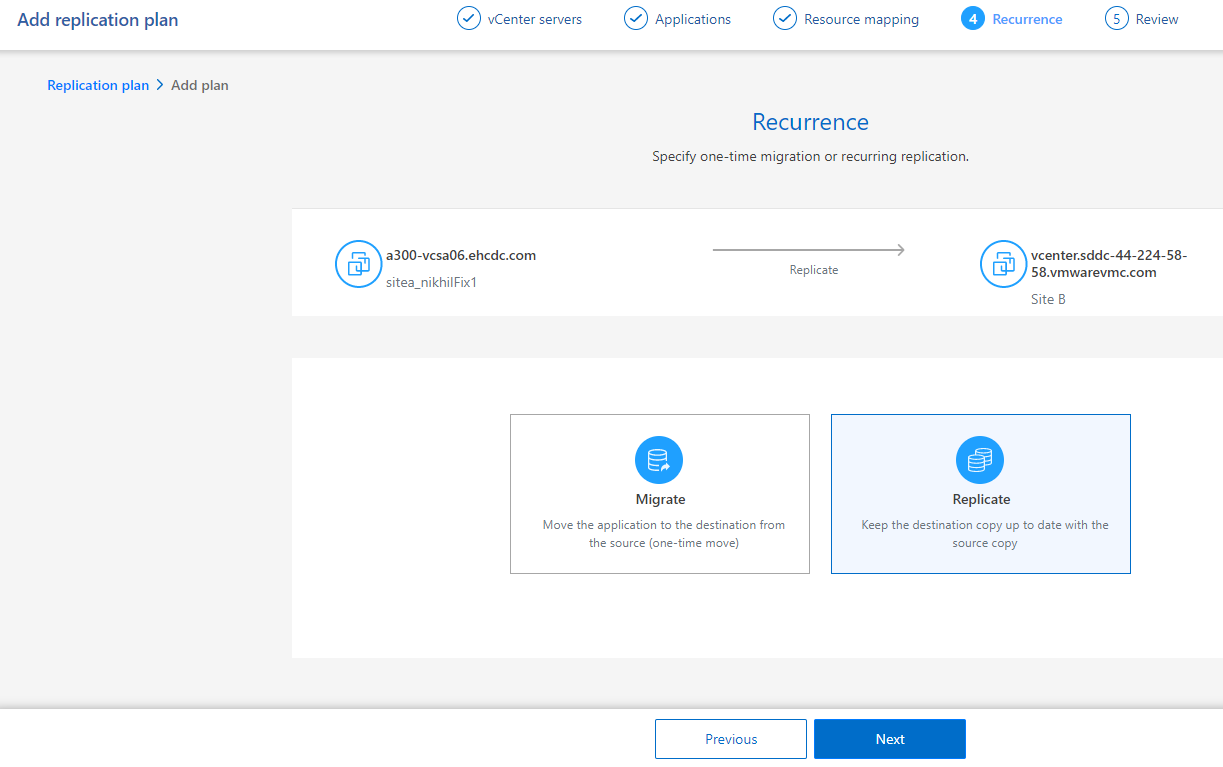 Add replication plan
vCenter servers
Applications
Resource mapping
4 Recurrence
5 Review
Replication plan > Add plan
Recurrence
Specify one-time migration or recurring replication.
a300-vcsa06.ehcdc.com
sitea_nikhilFix1
Replicate
vcenter.sddc-44-224-58-
58.vmwarevmc.com
Site B
Migrate
Move the application to the destination from
the source (one-time move)
Replicate
Keep the destination copy up to date with the
source copy
Previous
Next